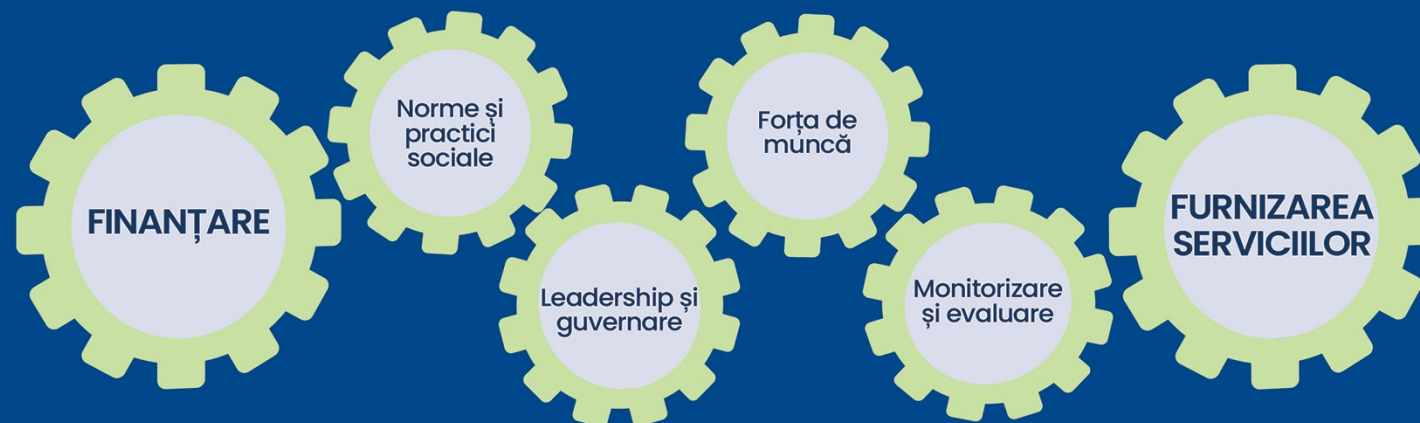 FINANȚARE
Norme și
practici
sociale
Leadership și
guvernare
Forța de
muncă
Monitorizare
și evaluare
FURNIZAREA
SERVICIILOR